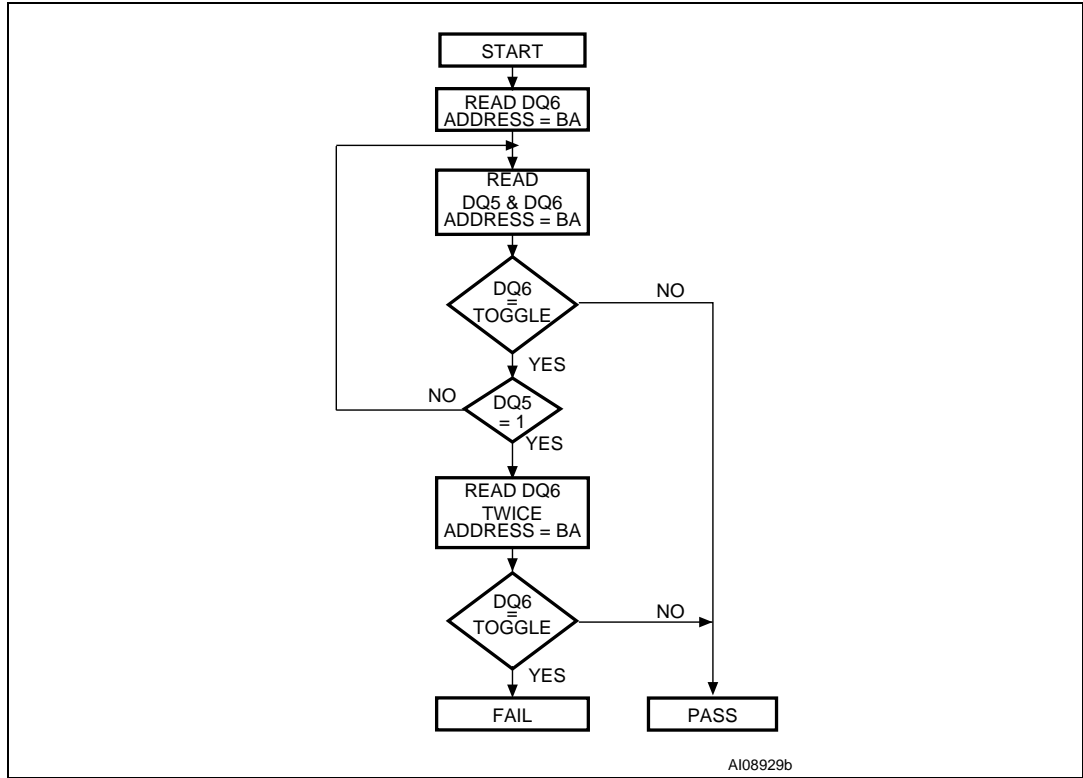 START
READ DQ6
ADDRESS = BA
READ
DQ5 & DQ6
ADDRESS = BA
DQ6
=
TOGGLE
NO
YES
NO
DQ5
= 1
YES
READ DQ6
TWICE
ADDRESS = BA
DQ6
=
TOGGLE
NO
YES
FAIL
PASS
AI08929b